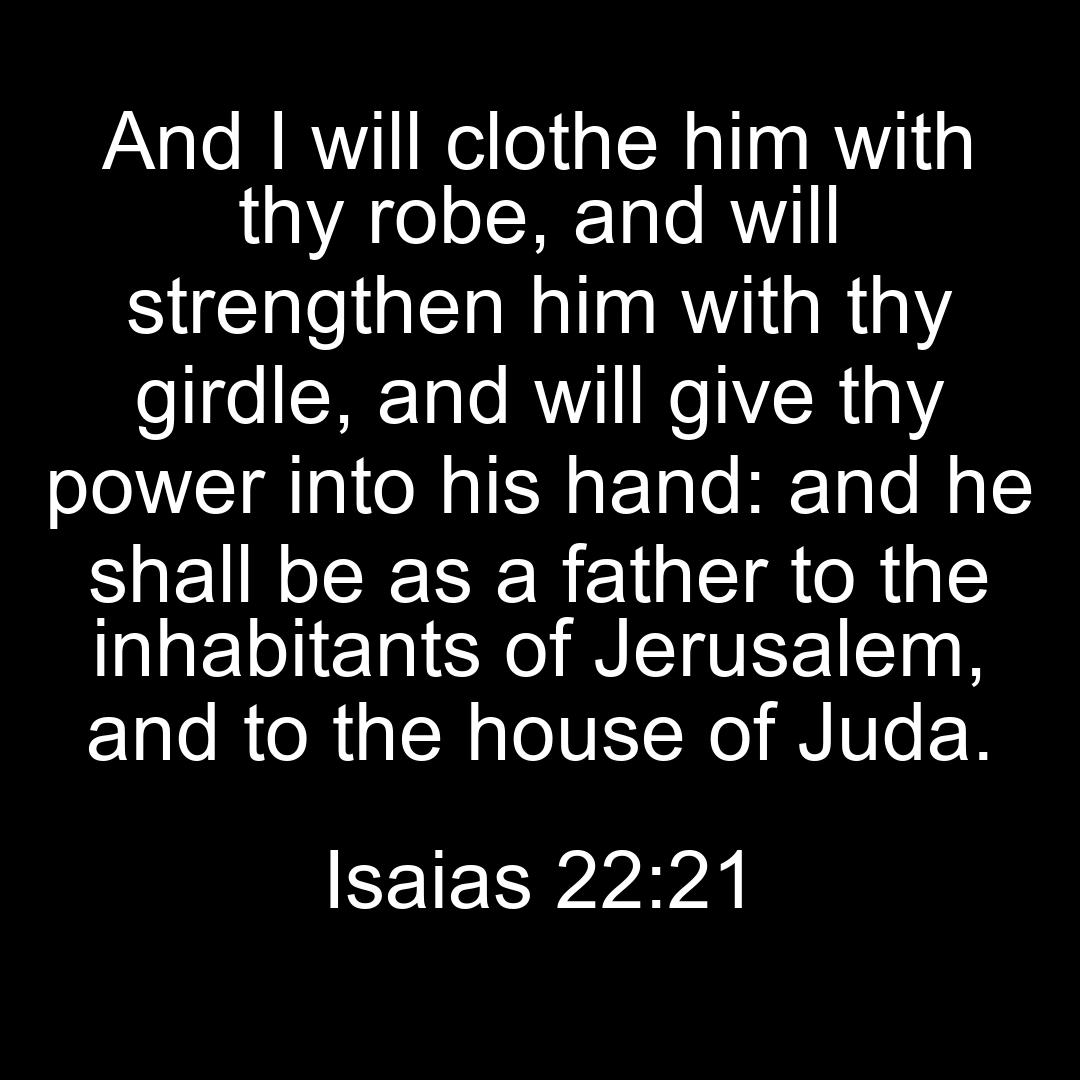 And I will clothe him with
thy robe, and will
strengthen him with thy
girdle, and will give thy
power into his hand: and he
shall be as a father to the
inhabitants of Jerusalem,
and to the house of Juda.
Isaias 22:21